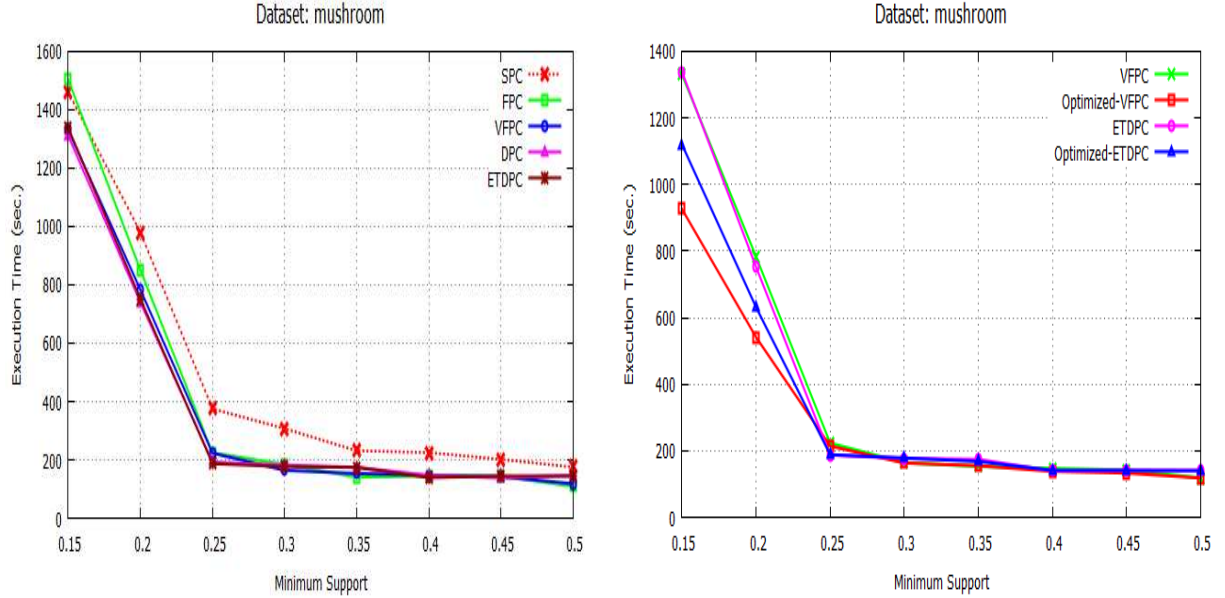 Dataset: mushroom
1600
1400
1200
1000
800
600
400
200
0
Execution Time (sec.)
SPC
FPC
VFPC
DPC
ETDPC
0.15 0.2 0.25 0.3 0.35 0.4 0.45 0.5
Minimum Support
Dataset: mushroom
1400
1200
1000
800
600
400
200
0
Execution Time (sec.)
VFPC
Optimized-VFPC
ETDPC
Optimized-ETDPC
0.15 0.2 0.25 0.3 0.35 0.4 0.45 0.5
Minimum Support